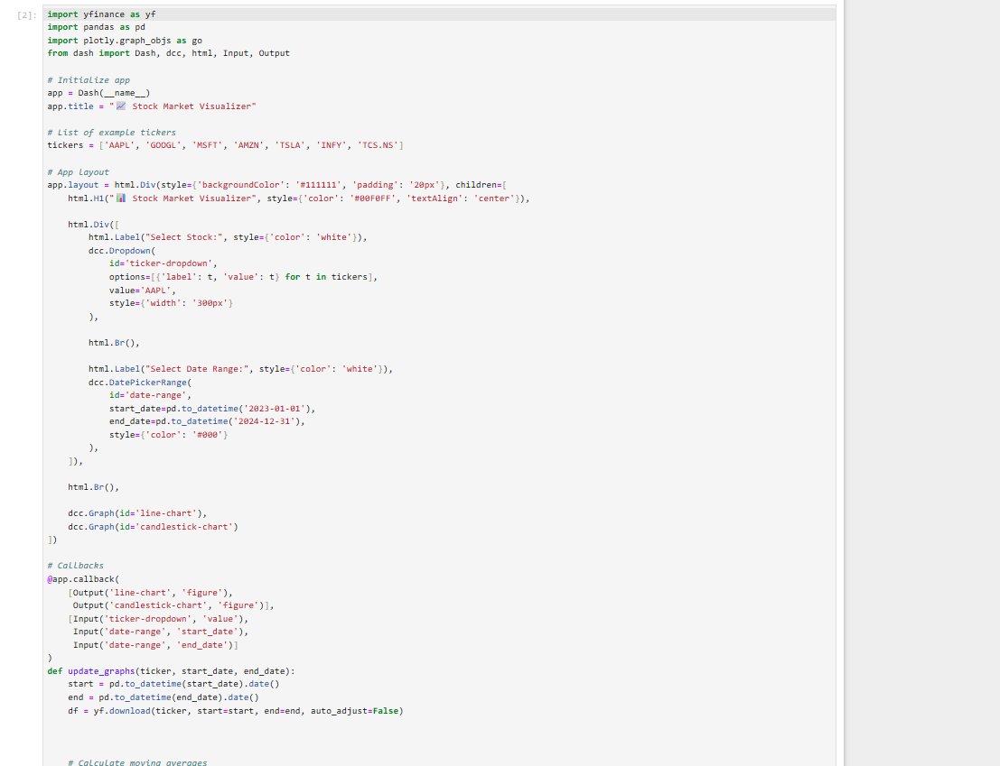 [2]: import yfinance as yf
import pandas as pd
import plotly.graph_objs as go
from dash import Dash, dcc, html, Input, Output
# Initialize app
app = Dash(__name__)
app.title = "📈 Stock Market Visualizer"
# List of example tickers
tickers = ['AAPL', 'GOOGL', 'MSFT', 'AMZN', 'TSLA', 'INFY', 'TCS.NS']
# App layout
app.layout = html.Div(style={'backgroundColor': '#111111', 'padding': '20px'}, children=[
    html.H1("📊 Stock Market Visualizer", style={'color': '#00F0FF', 'textAlign': 'center'}),
    html.Div([
        html.Label("Select Stock:", style={'color': 'white'}),
        dcc.Dropdown(
            id='ticker-dropdown',
            options=[{'label': t, 'value': t} for t in tickers],
            value='AAPL',
            style={'width': '300px'}
        ),
        html.Br(),
        html.Label("Select Date Range:", style={'color': 'white'}),
        dcc.DatePickerRange(
            id='date-range',
            start_date=pd.to_datetime('2023-01-01'),
            end_date=pd.to_datetime('2024-12-31'),
            style={'color': '#000'}
        ),
    ]),
    html.Br(),
    dcc.Graph(id='line-chart'),
    dcc.Graph(id='candlestick-chart')
])
# Callbacks
@app.callback(
    [Output('line-chart', 'figure'),
     Output('candlestick-chart', 'figure')],
    [Input('ticker-dropdown', 'value'),
     Input('date-range', 'start_date'),
     Input('date-range', 'end_date')]
)
def update_graphs(ticker, start_date, end_date):
    start = pd.to_datetime(start_date).date()
    end = pd.to_datetime(end_date).date()
    df = yf.download(ticker, start=start, end=end, auto_adjust=False)
    # Calculate moving averages